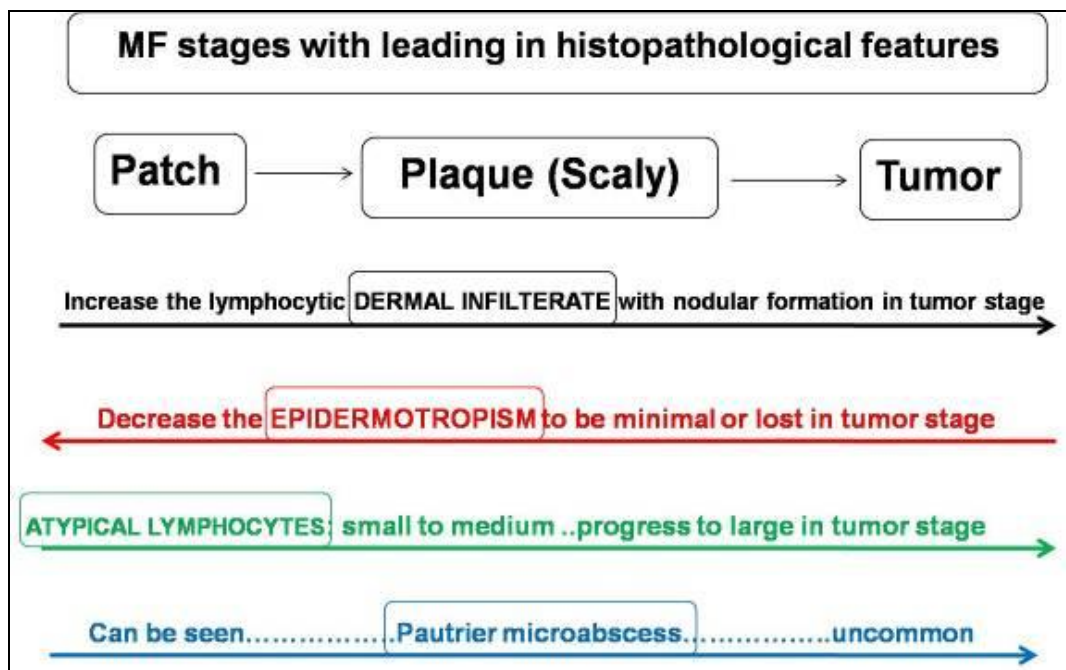 MF stages with leading in histopathological features
Patch
Plaque (Scaly)
Tumor
Increase the lymphocytic DERMAL INFILTERATE with nodular formation in tumor stage
Decrease the EPIDERMOTROPISM to be minimal or lost in tumor stage
ATYPICAL LYMPHOCYTES: small to medium ..progress to large in tumor stage
Can be seen..................Pautrier microabscess.................uncommon